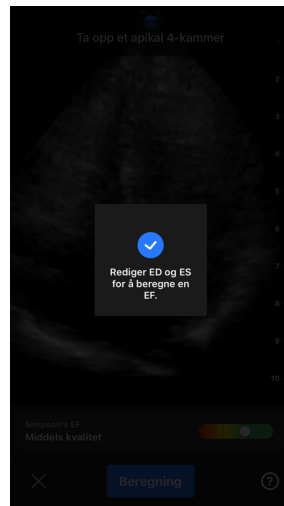 Ta opp et apikal 4-kammer
1
2
3
4
5
6
7
8
9
10
Rediger ED og ES
for å beregne en
EF.
Simpson's EF
Middels kvalitet
Beregning
?